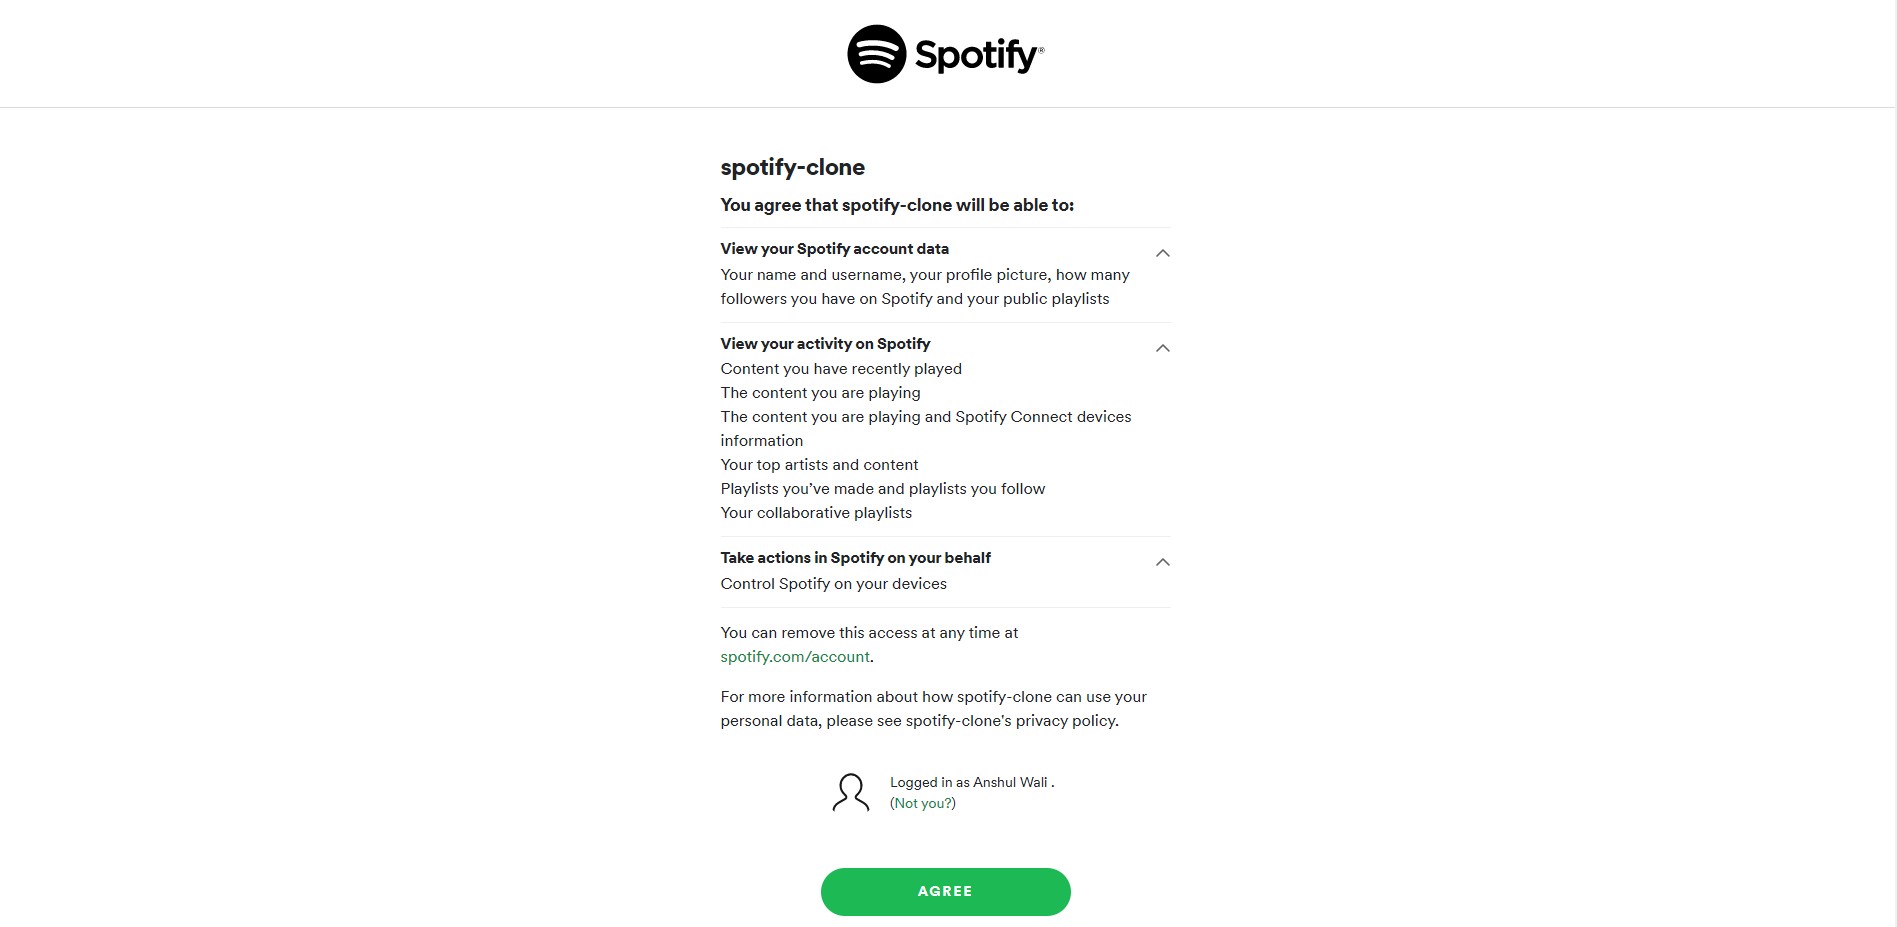 Spotify®
spotify-clone
You agree that spotify-clone will be able to:
View your Spotify account data
Your name and username, your profile picture, how many
followers you have on Spotify and your public playlists
View your activity on Spotify
Content you have recently played
The content you are playing
The content you are playing and Spotify Connect devices
information
Your top artists and content
Playlists you’ve made and playlists you follow
Your collaborative playlists
Take actions in Spotify on your behalf
Control Spotify on your devices
You can remove this access at any time at
spotify.com/account.
For more information about how spotify-clone can use your
personal data, please see spotify-clone's privacy policy.
Logged in as Anshul Wali .
(Not you?)
AGREE